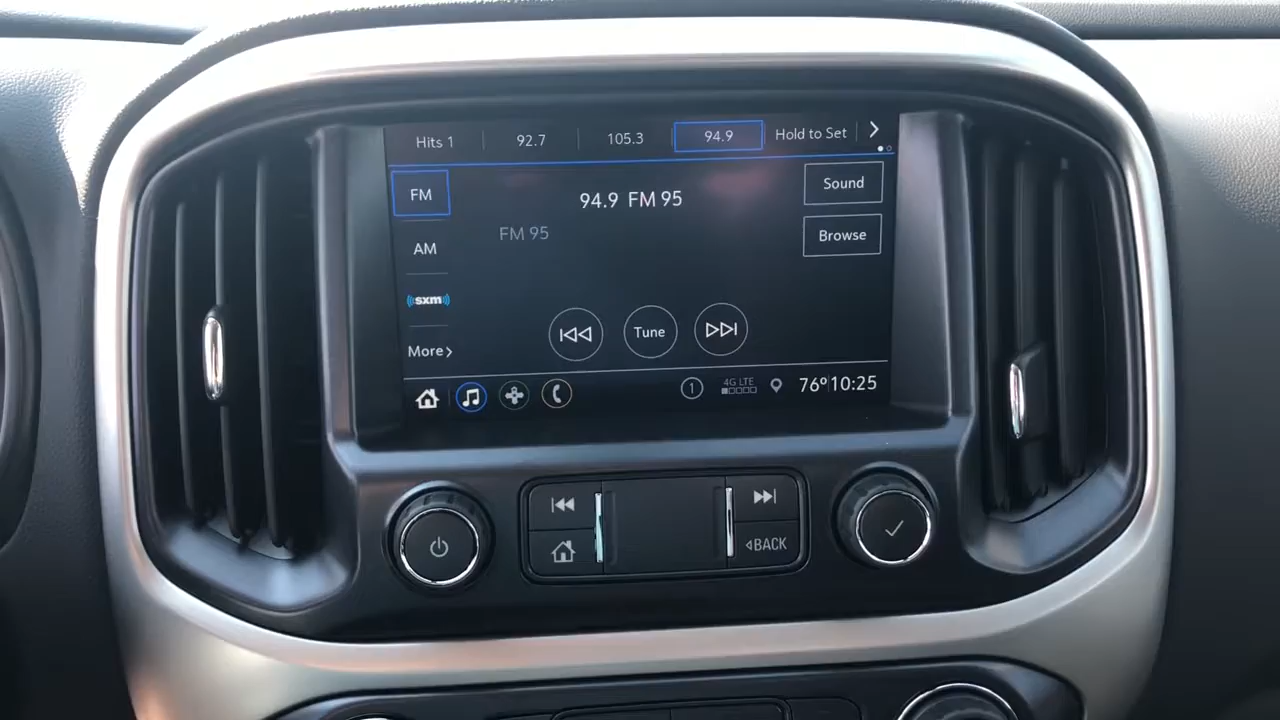 Hits 1 92.7 105.3 94.9 Hold to Set
FM
94.9 FM 95
Sound
FM 95
Browse
AM
sxm
Tune
More
1 4G LTE 76° 10:25
BACK